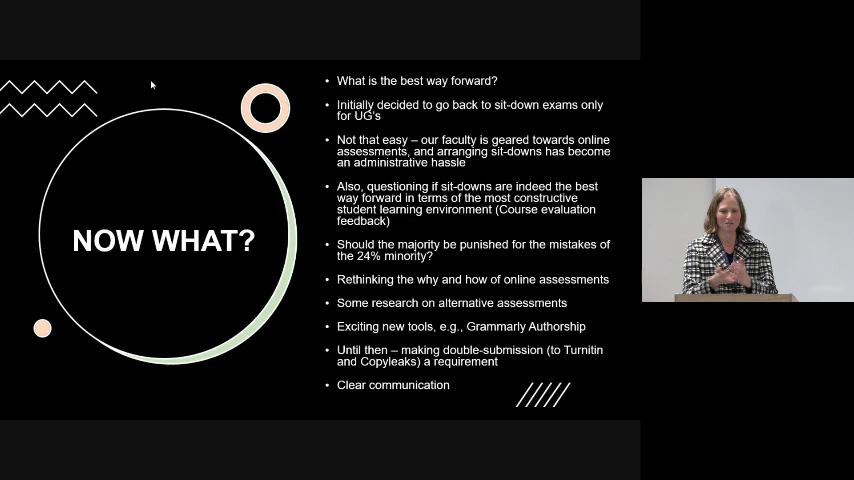 NOW WHAT?
• What is the best way forward?
• Initially decided to go back to sit-down exams only
for UG's
• Not that easy – our faculty is geared towards online
assessments, and arranging sit-downs has become
an administrative hassle
• Also, questioning if sit-downs are indeed the best
way forward in terms of the most constructive
student learning environment (Course evaluation
feedback)
• Should the majority be punished for the mistakes of
the 24% minority?
• Rethinking the why and how of online assessments
• Some research on alternative assessments
• Exciting new tools, e.g., Grammarly Authorship
• Until then – making double-submission (to Turnitin
and Copyleaks) a requirement
• Clear communication